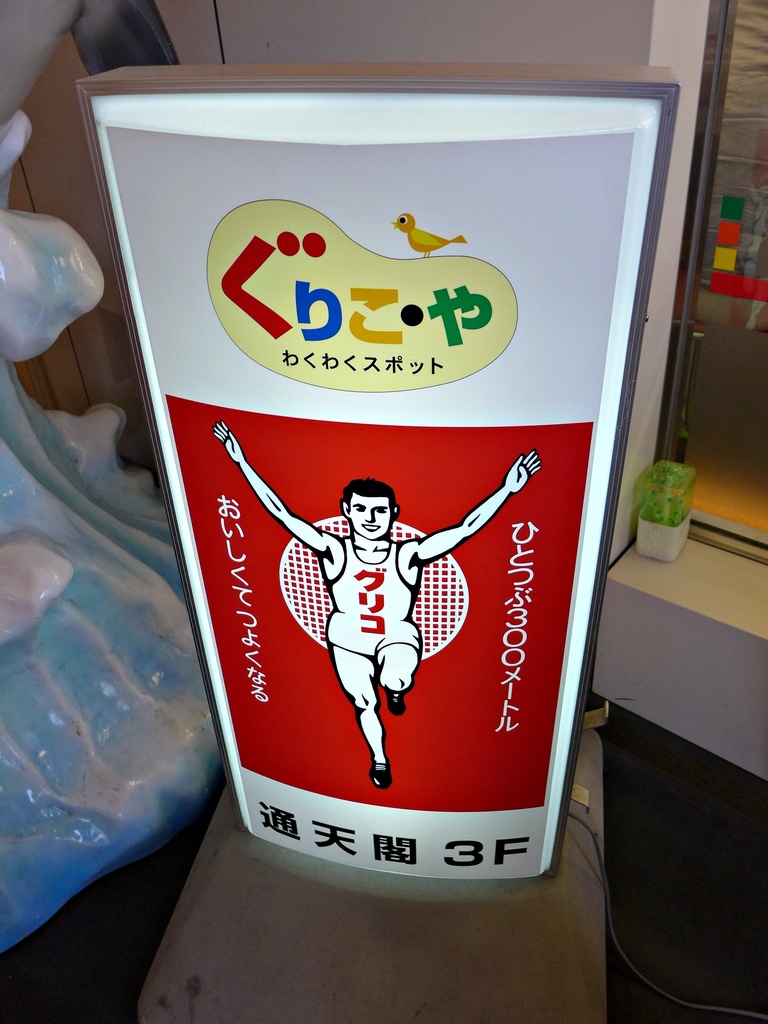 ぐりこ・や
わくわくスポット
ひとつぶ300メートル
おいしくてつよくなる
グリコ
通天閣 3F